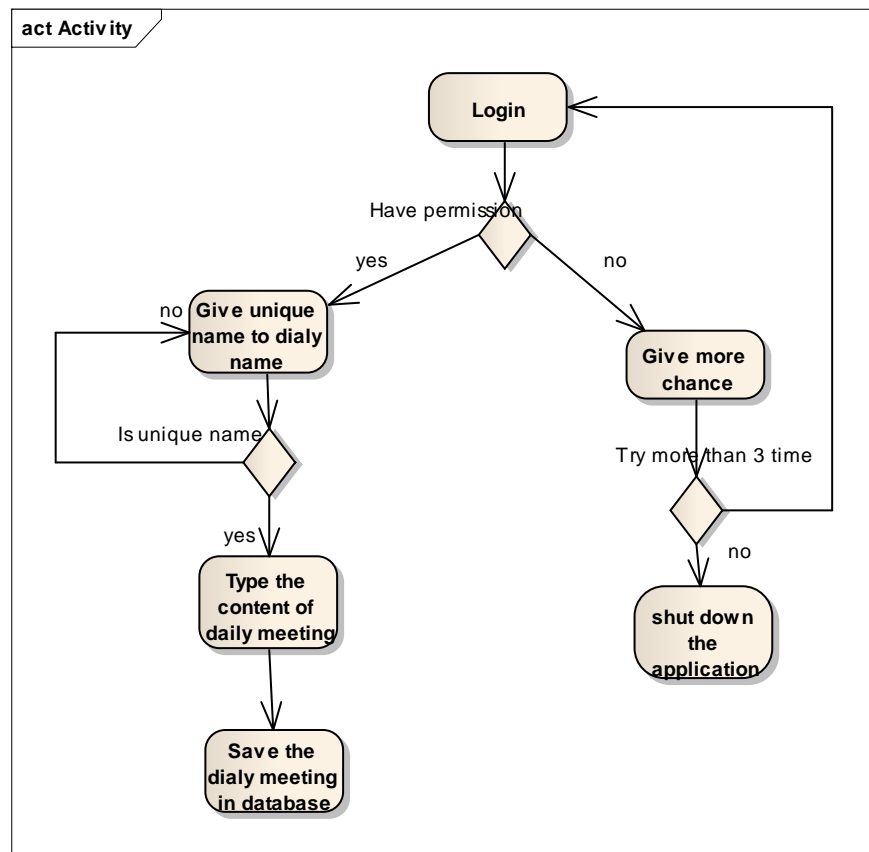 act Activity
Login
Have permission
yes
no
no
Give unique
name to dialy
name
Give more
chance
Is unique name
Try more than 3 time
yes
no
Type the
content of
daily meeting
shut down
the
application
Save the
dialy meeting
in database